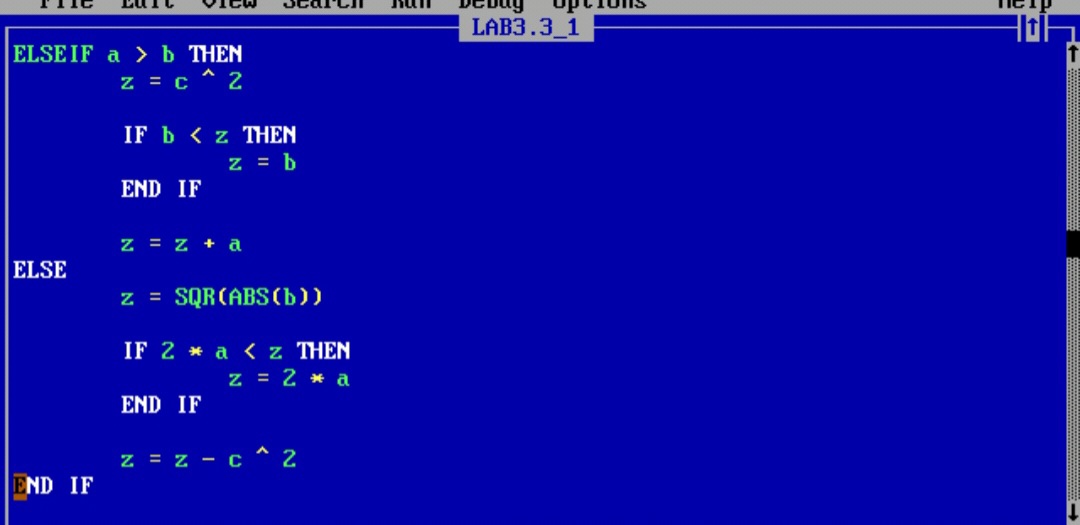 File Edit View Search Run Debug Options Help
LAB3.3_1
ELSEIF a > b THEN
z = c ^ 2
IF b < z THEN
z = b
END IF
z = z + a
ELSE
z = SQR(ABS(b))
IF 2 * a < z THEN
z = 2 * a
END IF
z = z - c ^ 2
END IF